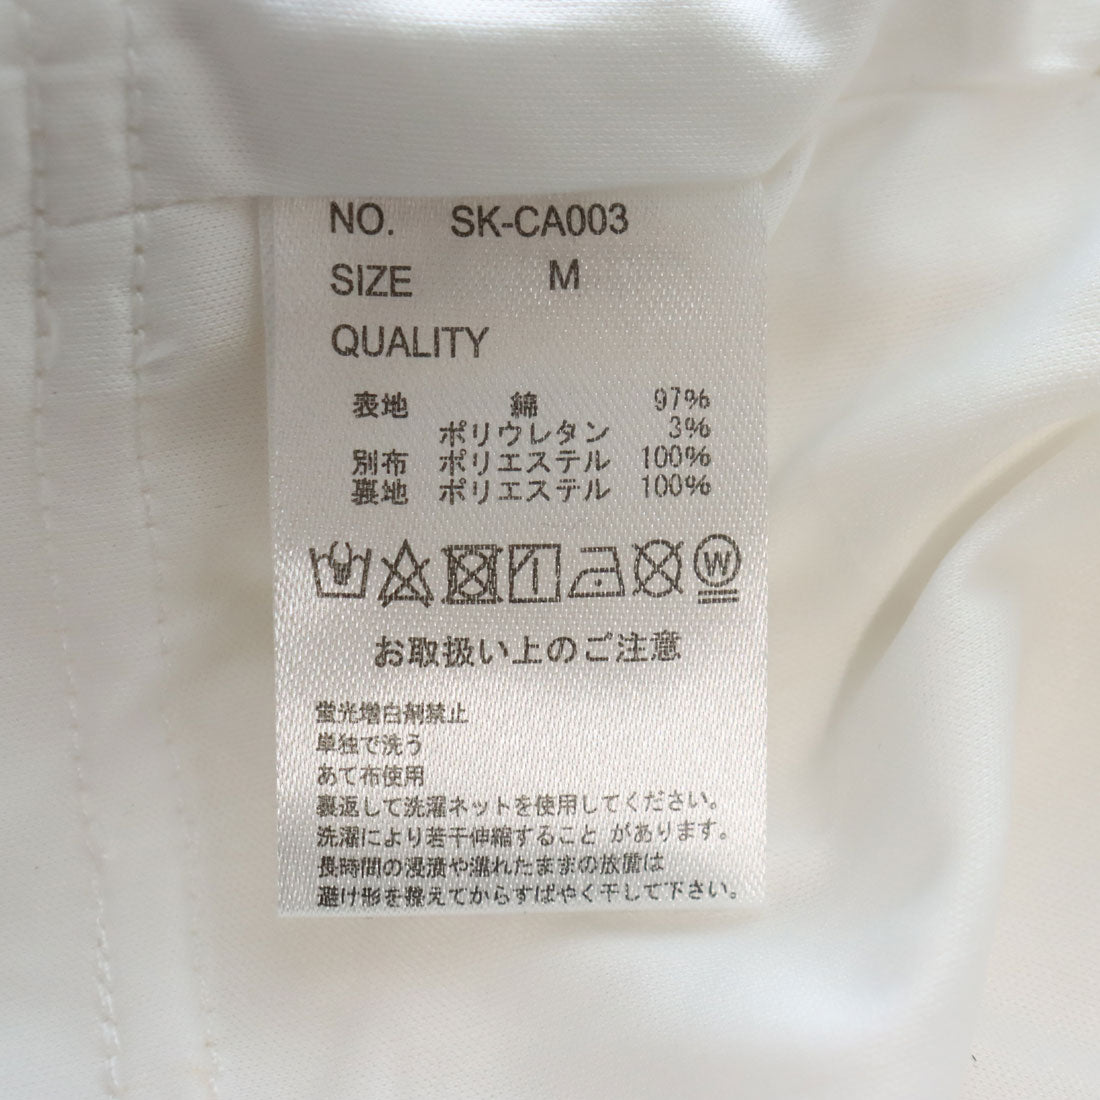 NO. SK-CA003
SIZE M
QUALITY
表地 綿 97%
ポリウレタン 3%
別布 ポリエステル 100%
裏地 ポリエステル 100%
W
お取扱い上のご注意
蛍光増白剤禁止
単独で洗う
あて布使用
裏返して洗濯ネットを使用してください。
洗濯により若干伸縮すること があります。
長時間の浸漬や濡れたままの放置は
避け形を整えてからすばやく干して下さい。